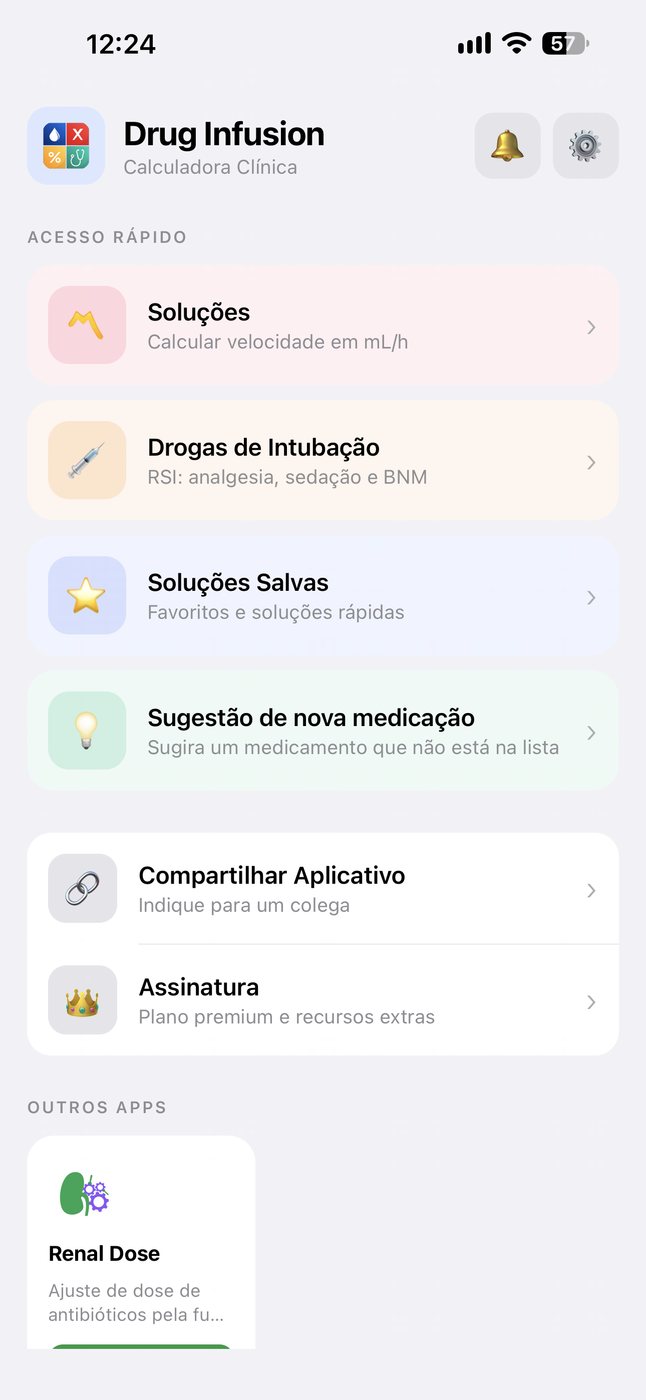 12:24
57
Drug Infusion
Calculadora Clínica
ACESSO RÁPIDO
Soluções
Calcular velocidade em mL/h
Drogas de Intubação
RSI: analgesia, sedação e BNM
Soluções Salvas
Favoritos e soluções rápidas
Sugestão de nova medicação
Sugira um medicamento que não está na lista
Compartilhar Aplicativo
Indique para um colega
Assinatura
Plano premium e recursos extras
OUTROS APPS
Renal Dose
Ajuste de dose de
antibióticos pela fu...